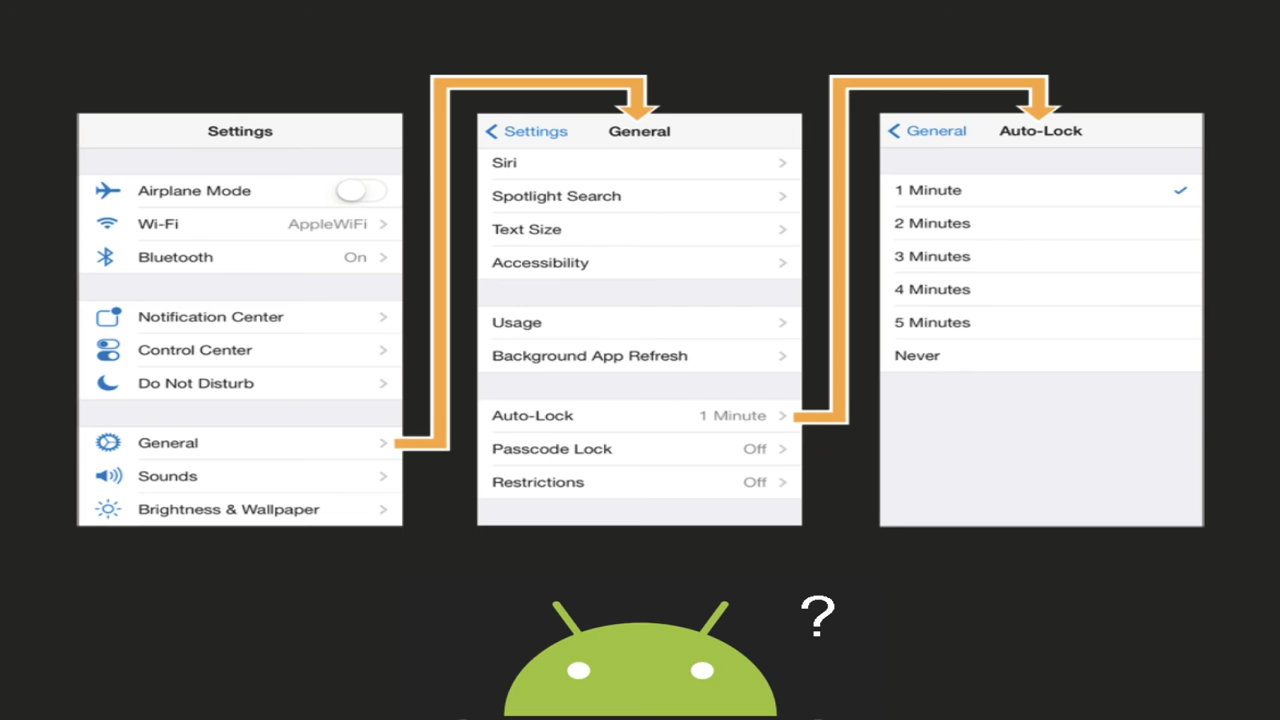 Settings
Airplane Mode
Wi-Fi AppleWiFi
Bluetooth On
Notification Center
Control Center
Do Not Disturb
General
Sounds
Brightness & Wallpaper
Settings General
Siri
Spotlight Search
Text Size
Accessibility
Usage
Background App Refresh
Auto-Lock 1 Minute
Passcode Lock Off
Restrictions Off
General Auto-Lock
1 Minute
2 Minutes
3 Minutes
4 Minutes
5 Minutes
Never
?